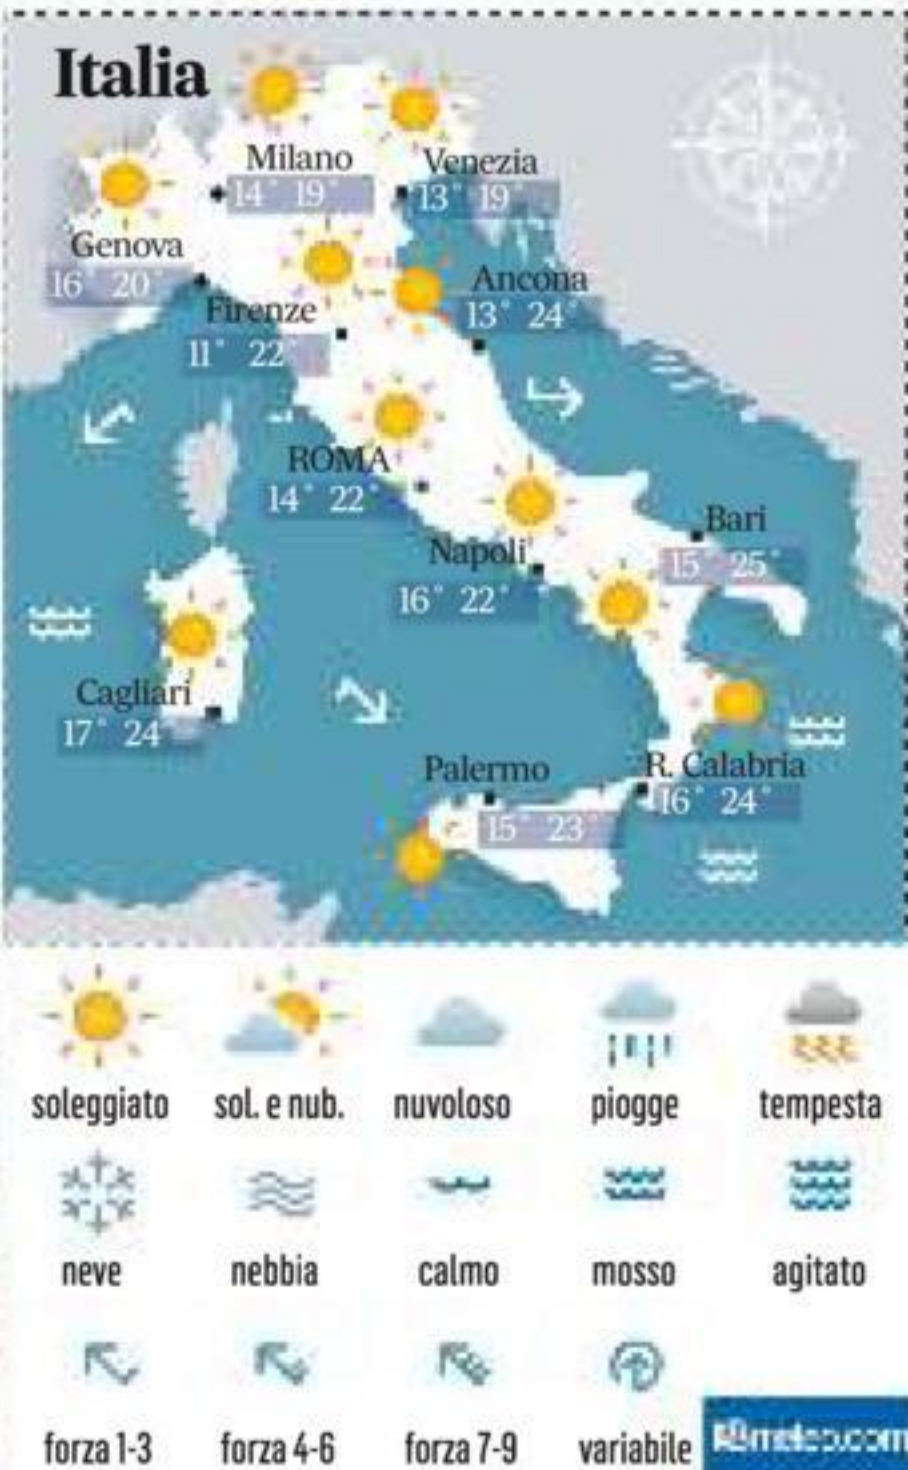 Italia
Milano
14° 19°
Venezia
13° 19°
Genova
16° 20°
Ancona
13° 24°
Firenze
11° 22°
ROMA
14° 22°
Bari
15° 25°
Napoli
16° 22°
Cagliari
17° 24°
Palermo
15° 23°
R. Calabria
16° 24°
soleggiato sol. e nub. nuvoloso piogge tempesta
neve nebbia calmo mosso agitato
forza 1-3 forza 4-6 forza 7-9 variabile